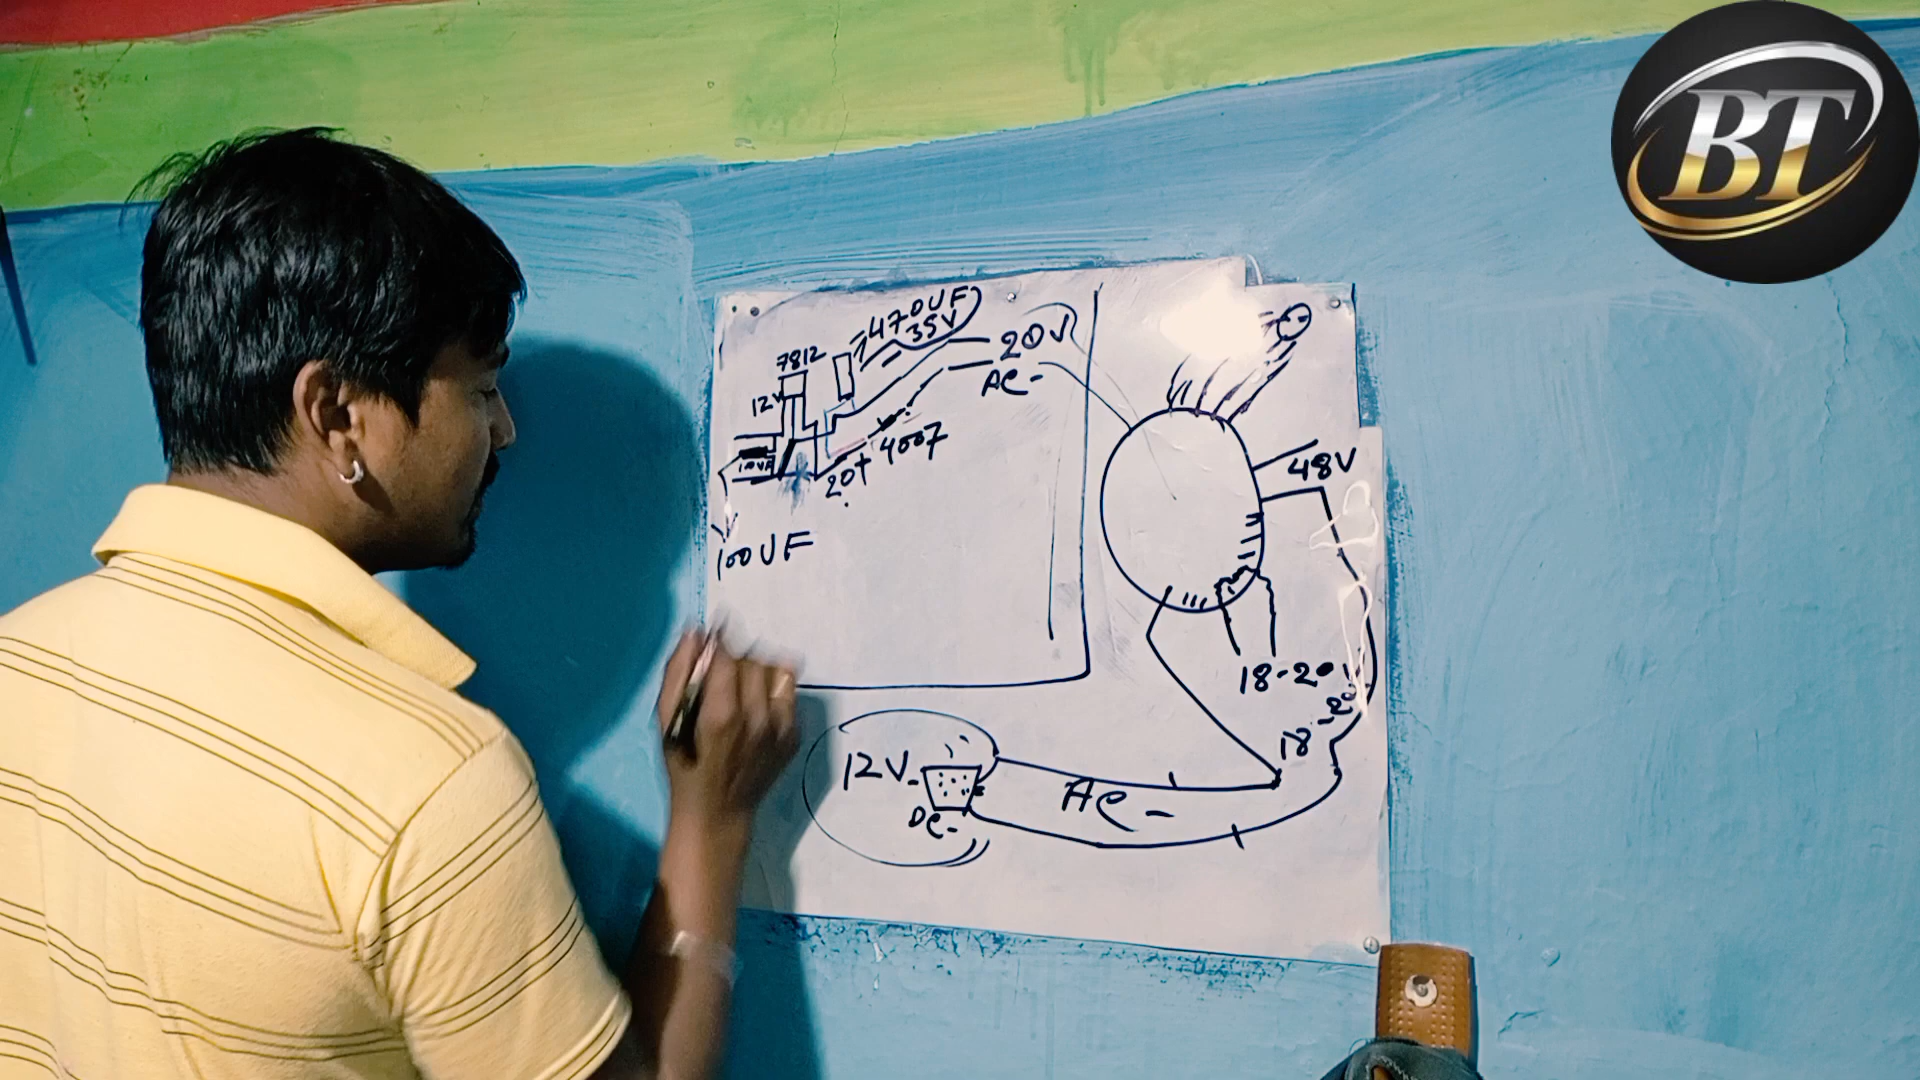 BT
470UF
35V
20V
AC-
7812
12V
4007
20+
100UF
48V
18-20
18-20
12V-
DC-
AC-